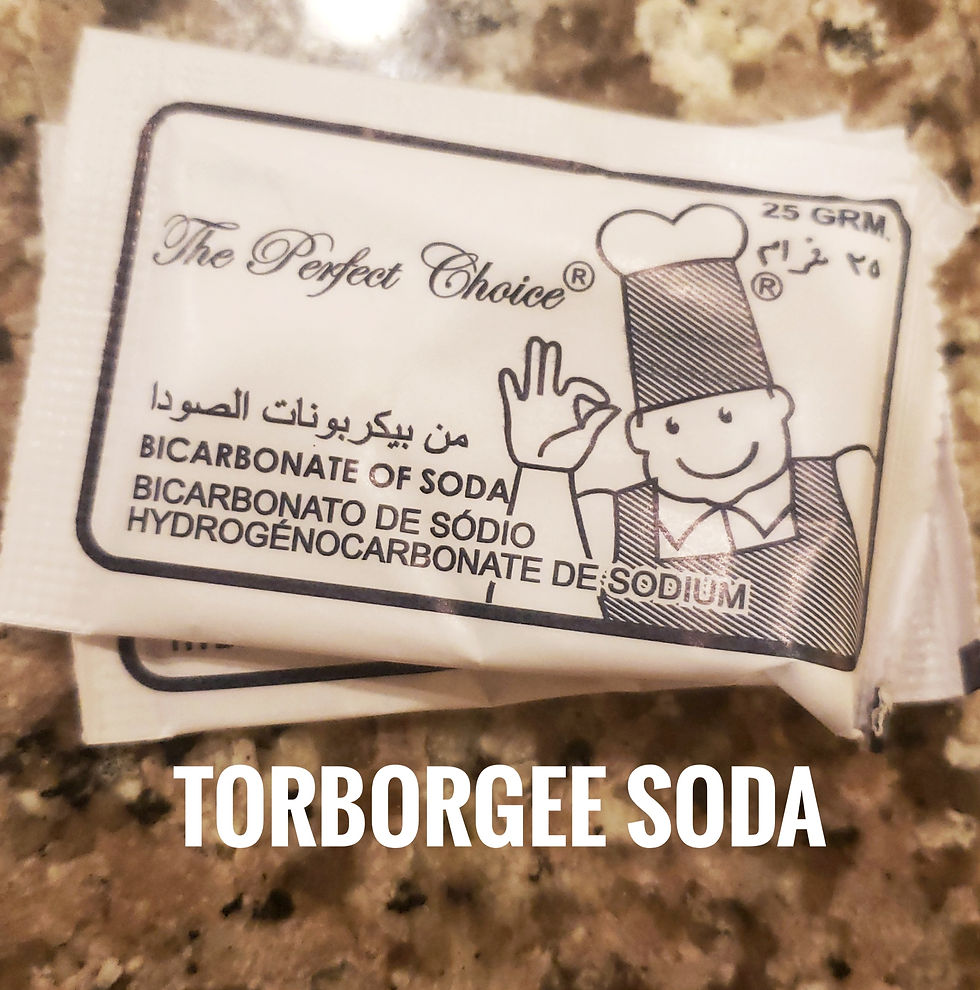 25 GRM.
٢٥ غرام
The Perfect Choice®
®
من بيكربونات الصودا
BICARBONATE OF SODA
BICARBONATO DE SÓDIO
HYDROGÉNOCARBONATE DE SODIUM
TORBORGEE SODA